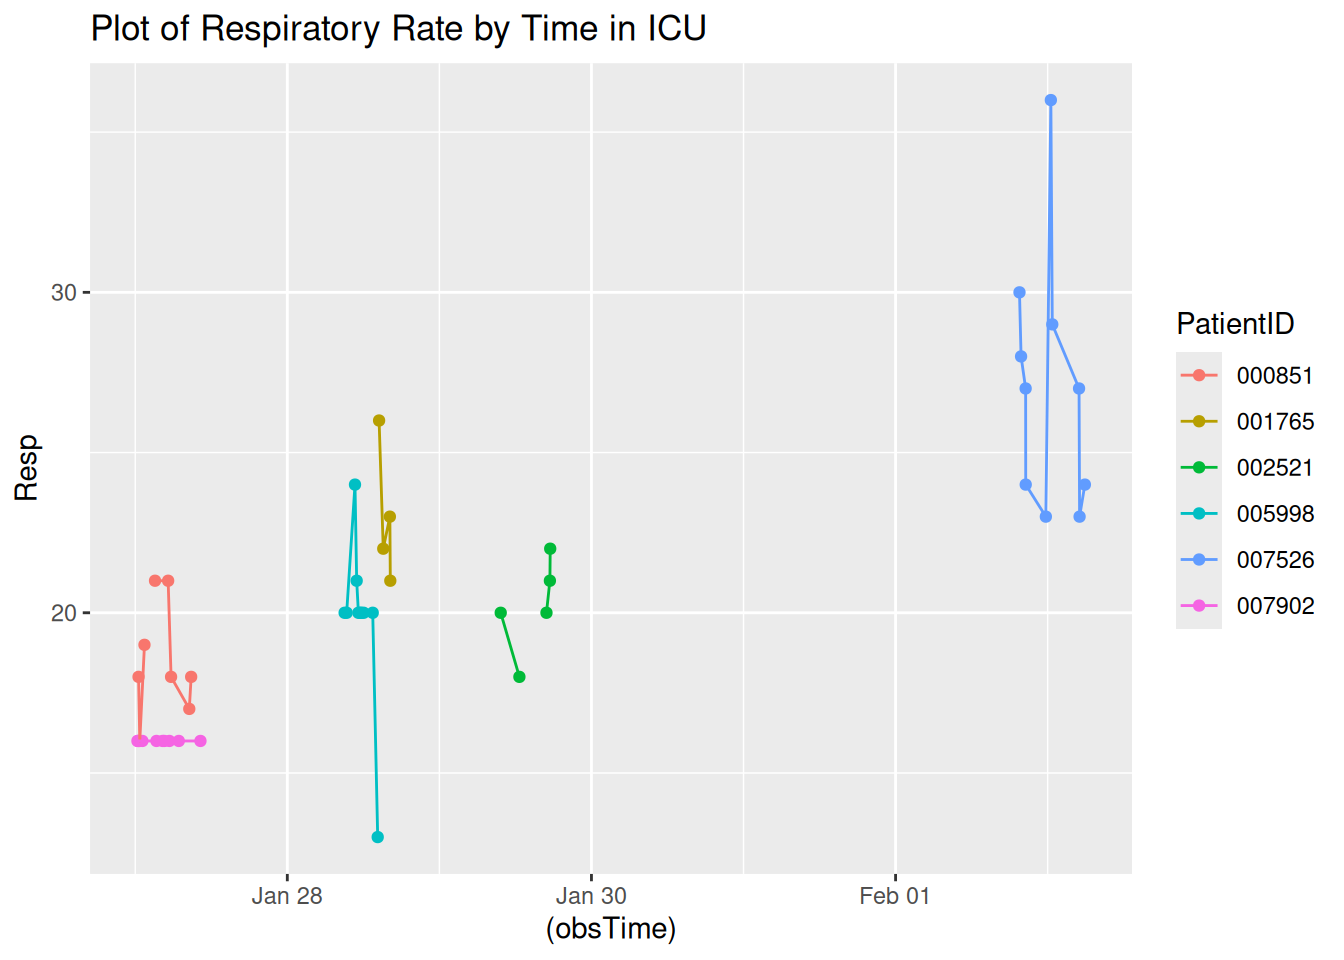 Plot of Respiratory Rate by Time in ICU
30
20
Resp
Jan 28
Jan 30
Feb 01
(obsTime)
PatientID
000851
001765
002521
005998
007526
007902